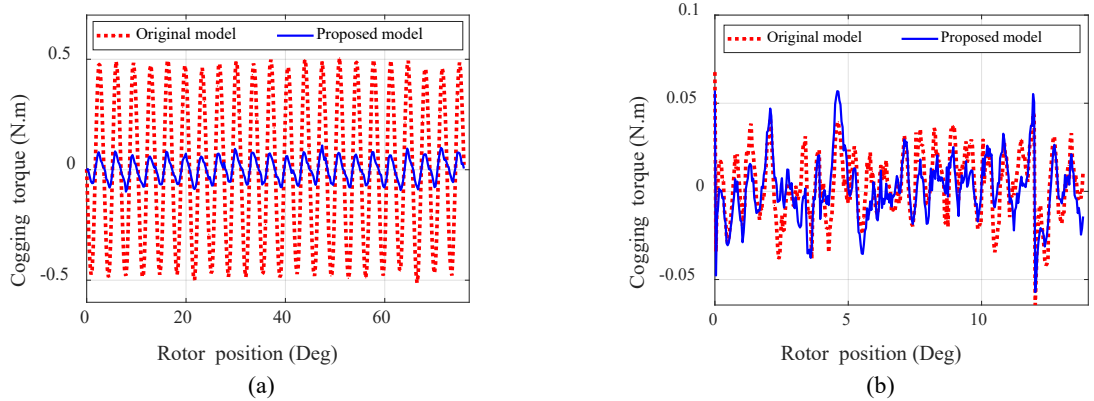 Original model
Proposed model
0.5
0
-0.5
Cogging torque (N.m)
0
20
40
60
Rotor position (Deg)
(a)
0.1
Original model
Proposed model
0.05
0
-0.05
Cogging torque (N.m)
0
5
10
Rotor position (Deg)
(b)